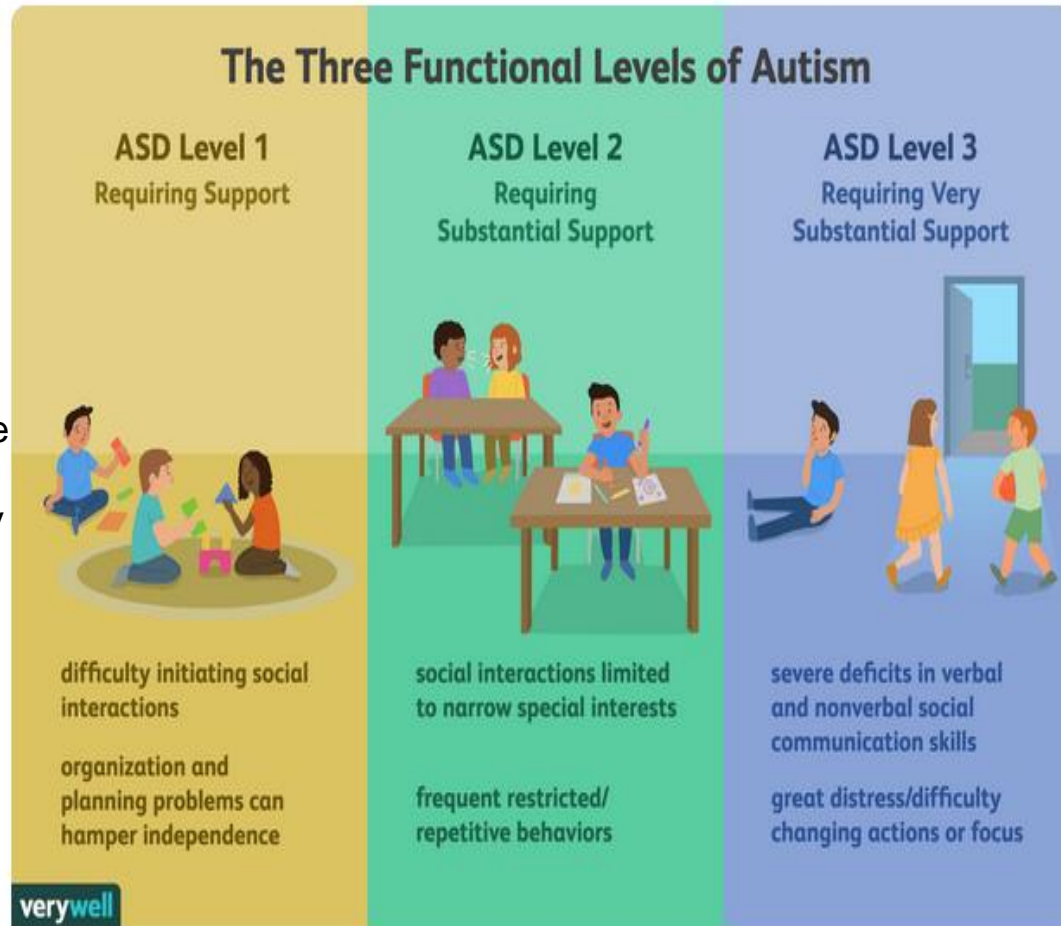 The Three Functional Levels of Autism
ASD Level 1
Requiring Support
difficulty initiating social
interactions
organization and
planning problems can
hamper independence
ASD Level 2
Requiring
Substantial Support
social interactions limited
to narrow special interests
frequent restricted/
repetitive behaviors
ASD Level 3
Requiring Very
Substantial Support
severe deficits in verbal
and nonverbal social
communication skills
great distress/difficulty
changing actions or focus
verywell